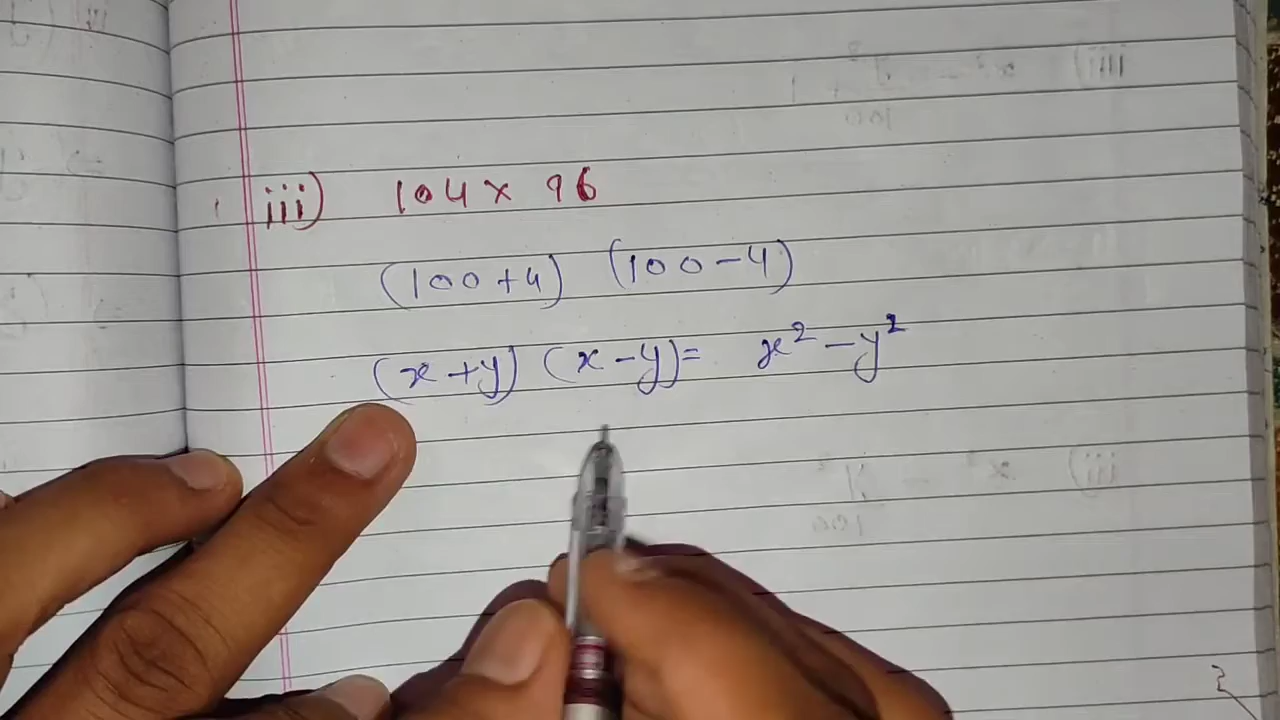 iii) 104 × 96
(100+4) (100-4)
(x+y) (x-y)= x² -y²